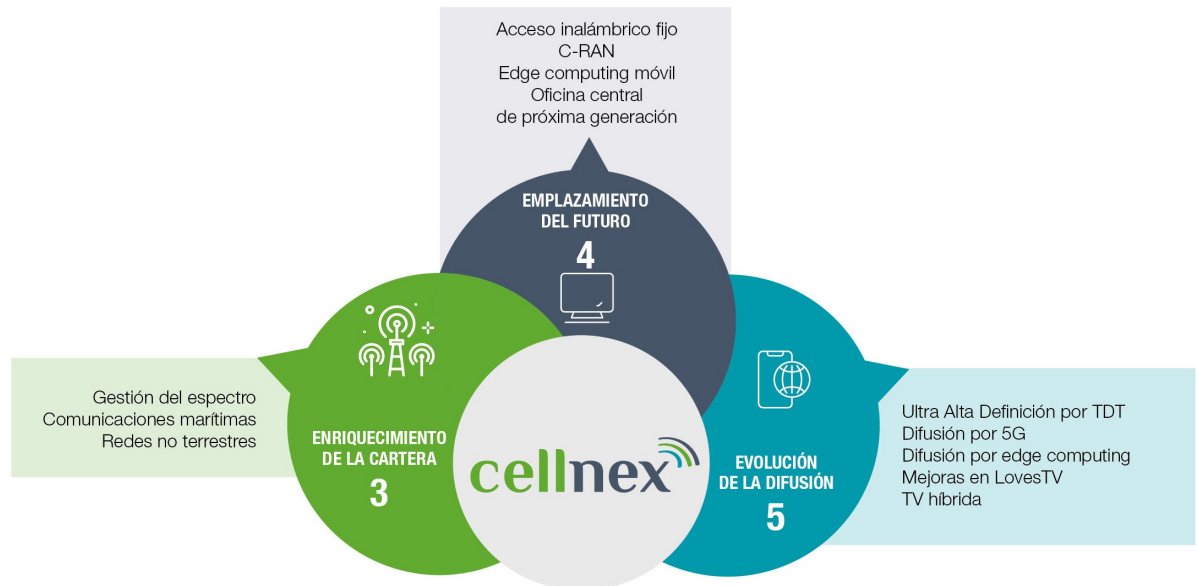 Acceso inalámbrico fijo
C-RAN
Edge computing móvil
Oficina central
de próxima generación
EMPLAZAMIENTO
DEL FUTURO
4
Gestión del espectro
Comunicaciones marítimas
Redes no terrestres
ENRIQUECIMIENTO
DE LA CARTERA
3
cellnex
EVOLUCIÓN
DE LA DIFUSIÓN
5
Ultra Alta Definición por TDT
Difusión por 5G
Difusión por edge computing
Mejoras en LovesTV
TV híbrida